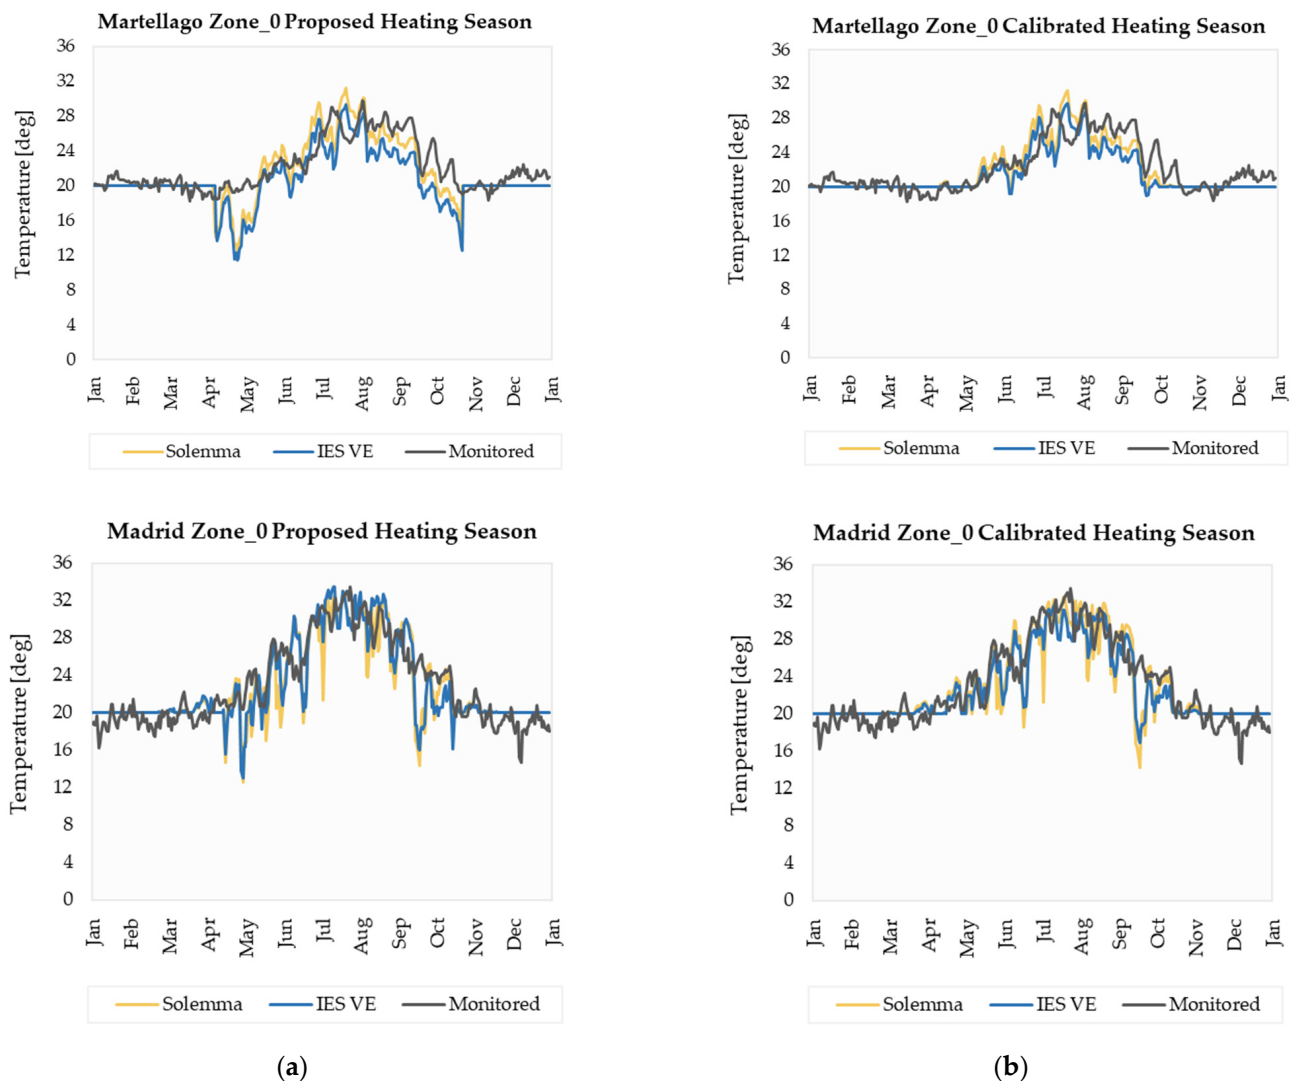 Martellago Zone_0 Proposed Heating Season
36
32
28
24
20
16
12
8
4
0
Temperature [deg]
Jan Feb Mar Apr May Jun Jul Aug Sep Oct Nov Dec Jan
Solemma IES VE Monitored
Martellago Zone_0 Calibrated Heating Season
36
32
28
24
20
16
12
8
4
0
Temperature [deg]
Jan Feb Mar Apr May Jun Jul Aug Sep Oct Nov Dec Jan
Solemma IES VE Monitored
Madrid Zone_0 Proposed Heating Season
36
32
28
24
20
16
12
8
4
0
Temperature [deg]
Jan Feb Mar Apr May Jun Jul Aug Sep Oct Nov Dec Jan
Solemma IES VE Monitored
Madrid Zone_0 Calibrated Heating Season
36
32
28
24
20
16
12
8
4
0
Temperature [deg]
Jan Feb Mar Apr May Jun Jul Aug Sep Oct Nov Dec Jan
Solemma IES VE Monitored
(a)
(b)